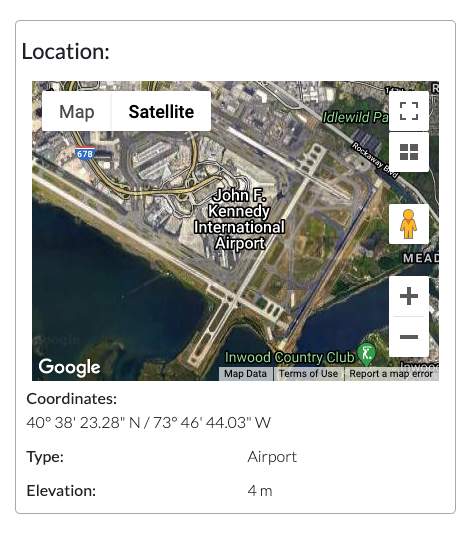 Location:
Map
Satellite
Idlewild Pa
678
Rockaway Blvd
John F.
Kennedy
International
Airport
MEAD
Inwood Country Club
Google
Map Data
Terms of Use
Report a map error
Coordinates:
40° 38' 23.28" N / 73° 46' 44.03" W
Type:
Airport
Elevation:
4 m